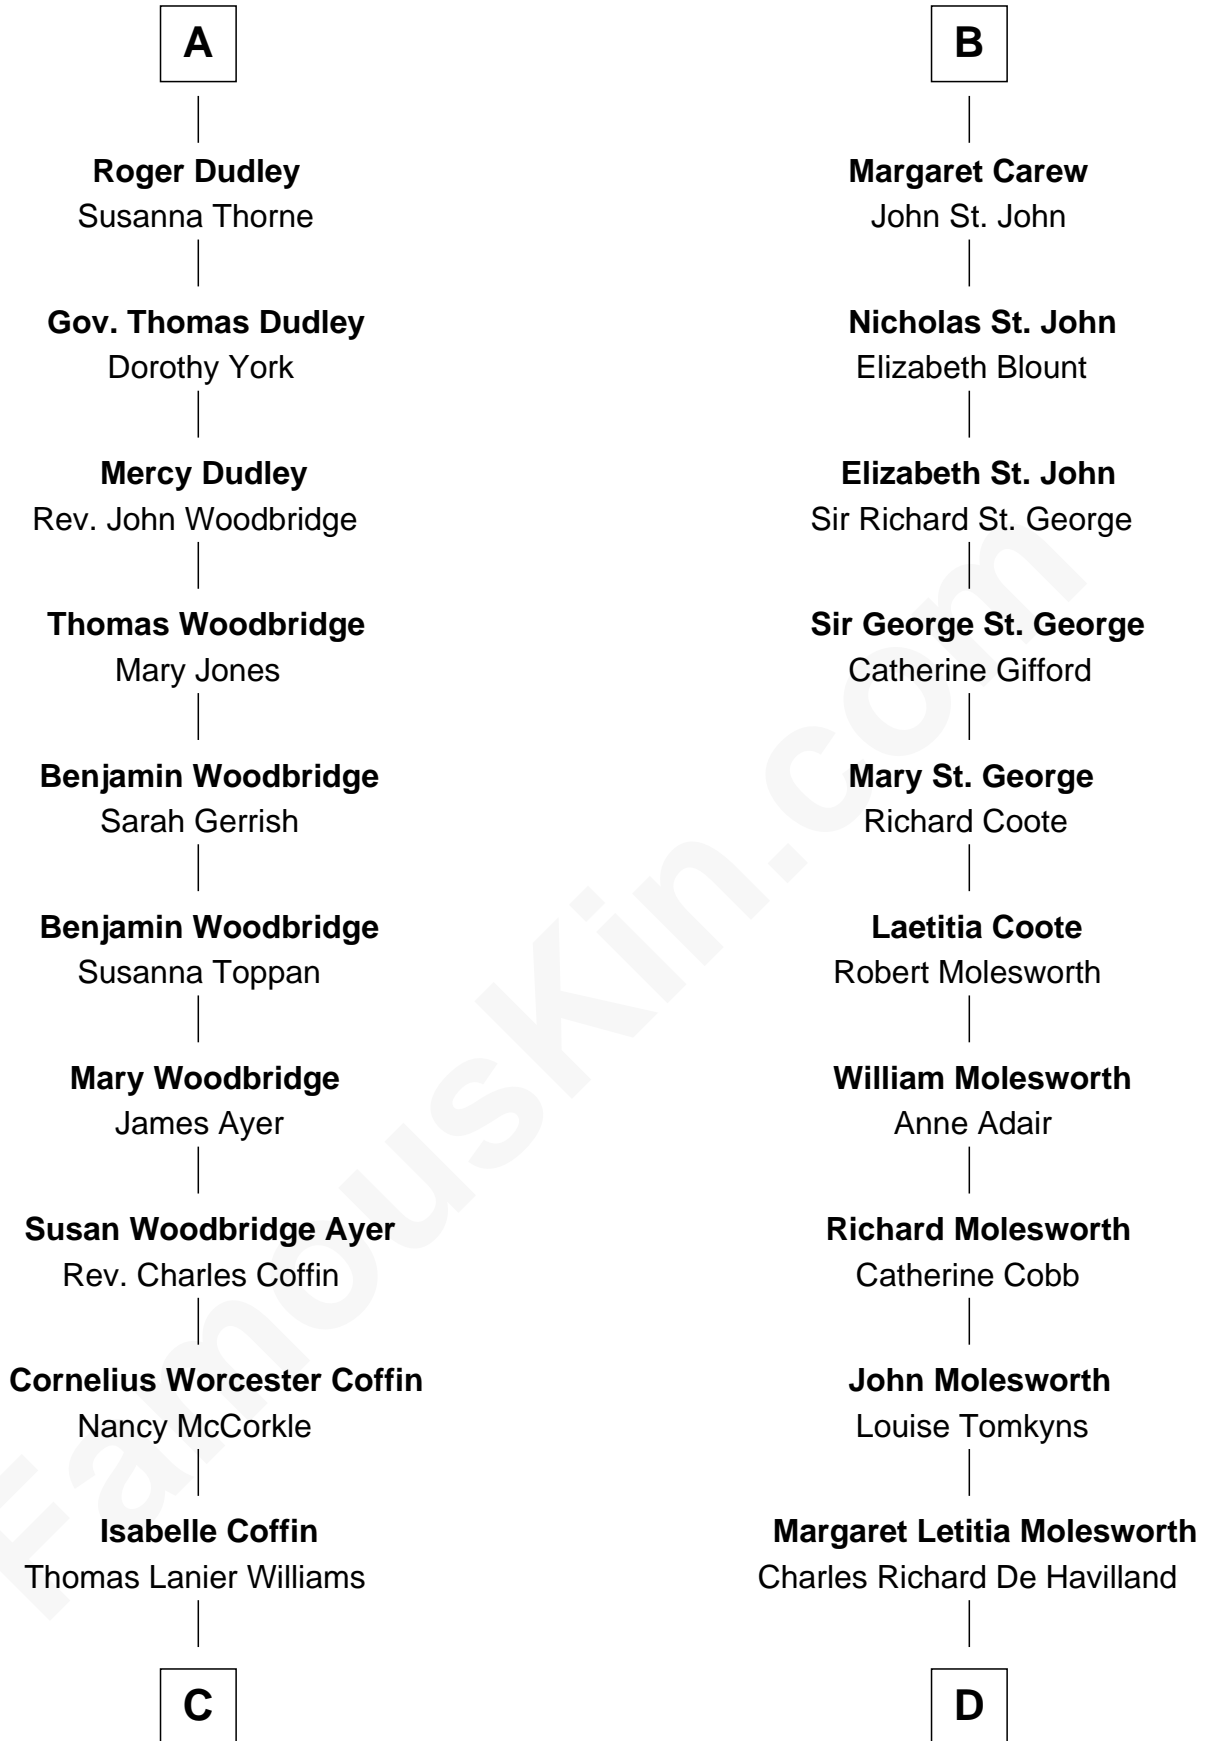 A
Roger Dudley
Susanna Thorne
Gov. Thomas Dudley
Dorothy York
Mercy Dudley
Rev. John Woodbridge
Thomas Woodbridge
Mary Jones
Benjamin Woodbridge
Sarah Gerrish
Benjamin Woodbridge
Susanna Toppan
Mary Woodbridge
James Ayer
Susan Woodbridge Ayer
Rev. Charles Coffin
Cornelius Worcester Coffin
Nancy McCorkle
Isabelle Coffin
Thomas Lanier Williams
C
B
Margaret Carew
John St. John
Nicholas St. John
Elizabeth Blount
Elizabeth St. John
Sir Richard St. George
Sir George St. George
Catherine Gifford
Mary St. George
Richard Coote
Laetitia Coote
Robert Molesworth
William Molesworth
Anne Adair
Richard Molesworth
Catherine Cobb
John Molesworth
Louise Tomkyns
Margaret Letitia Molesworth
Charles Richard De Havilland
D
FamousKin.com